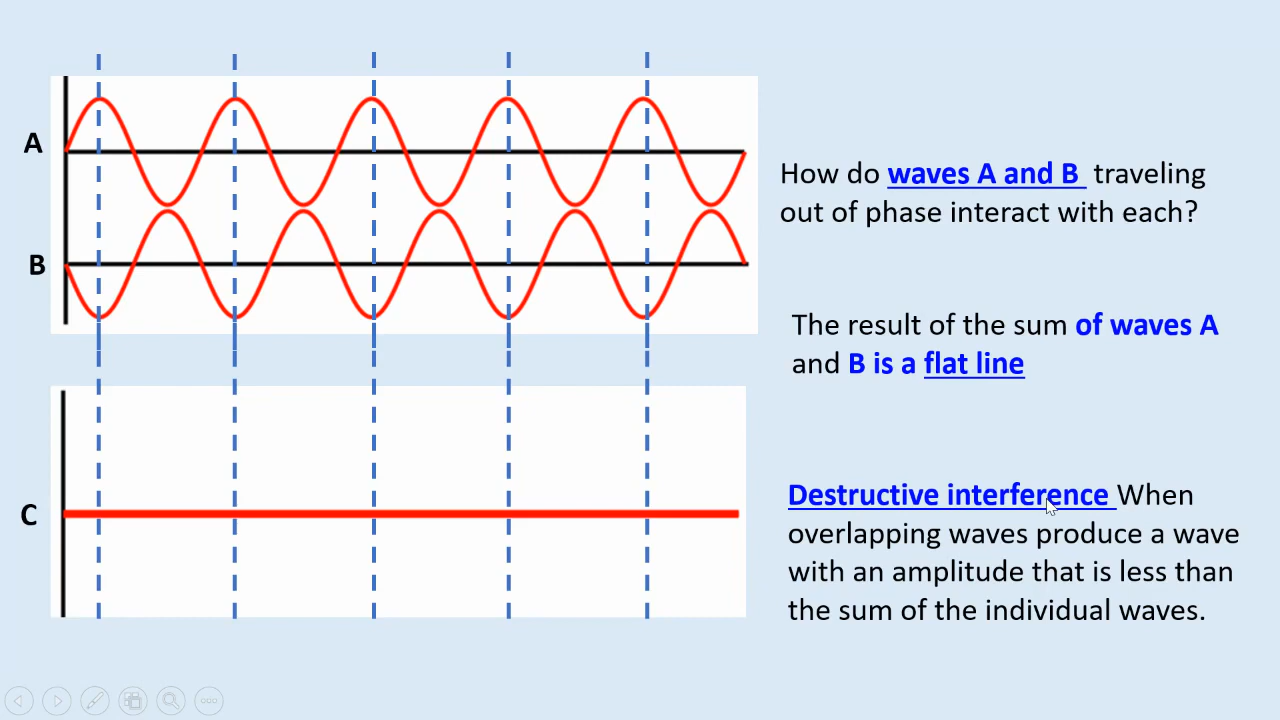 A
B
C
How do waves A and B traveling
out of phase interact with each?
The result of the sum of waves A
and B is a flat line
Destructive interference When
overlapping waves produce a wave
with an amplitude that is less than
the sum of the individual waves.